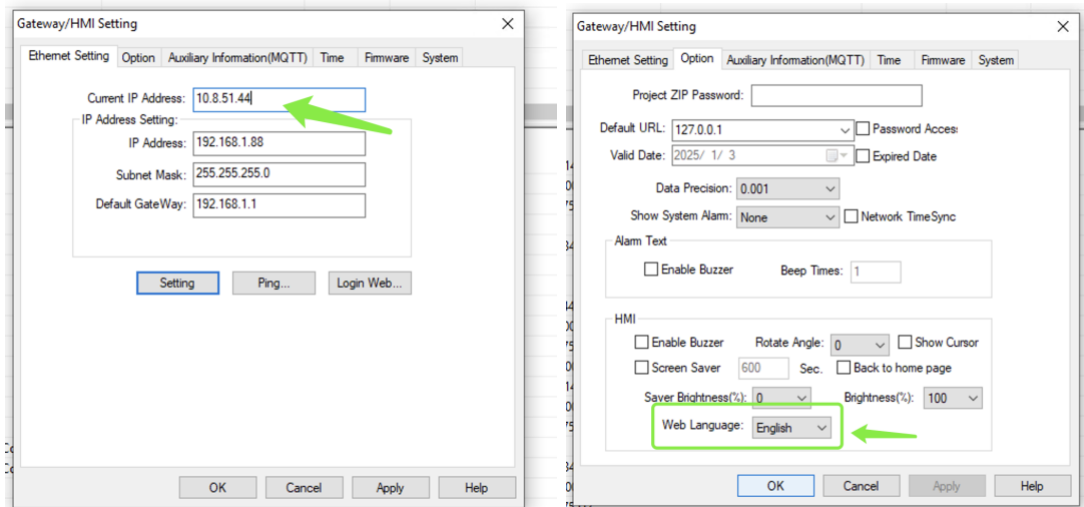 Gateway/HMI Setting
Ethernet Setting Option Auxiliary Information(MQTT) Time Firmware System
Current IP Address: 10.8.51.44
IP Address Setting:
IP Address: 192.168.1.88
Subnet Mask: 255.255.255.0
Default GateWay: 192.168.1.1
Setting Ping... Login Web...
OK Cancel Apply Help
Gateway/HMI Setting
Ethernet Setting Option Auxiliary Information(MQTT) Time Firmware System
Project ZIP Password:
Default URL: 127.0.0.1 Password Acces
Valid Date: 2025/ 1/ 3 Expired Date
Data Precision: 0.001
Show System Alarm: None Network TimeSync
Alarm Text
Enable Buzzer Beep Times: 1
HMI
Enable Buzzer Rotate Angle: 0 Show Cursor
Screen Saver 600 Sec. Back to home page
Saver Brightness(%): 0 Brightness(%): 100
Web Language: English
OK Cancel Apply Help